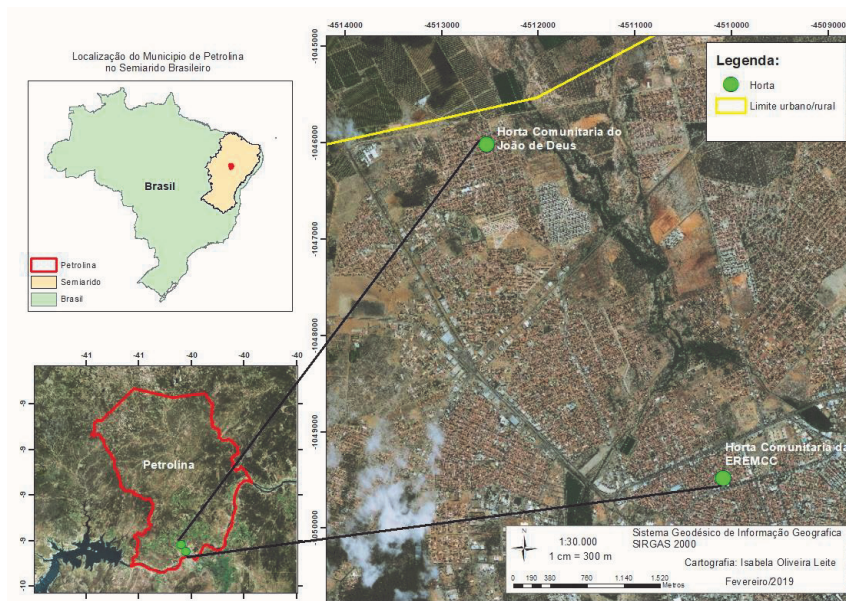 Localização do Municipio de Petrolina
no Semiarido Brasileiro
Brasil
Petrolina
Semiarido
Brasil
-41
-41
-40
-40
-40
-9
-9
-9
-9
-10
Petrolina
-4514000
-4513000
-4512000
-4511000
-4510000
-4509000
-1045000
-1046000
-1047000
-1048000
-1049000
-1050000
Legenda:
Horta
Limite urbano/rural
Horta Comunitaria do
João de Deus
Horta Comunitaria da
EREMCC
N
1:30.000
1 cm = 300 m
0 190 380 760 1.140 1.520
Metros
Sistema Geodésico de Informação Geografica
SIRGAS 2000
Cartografia: Isabela Oliveira Leite
Fevereiro/2019